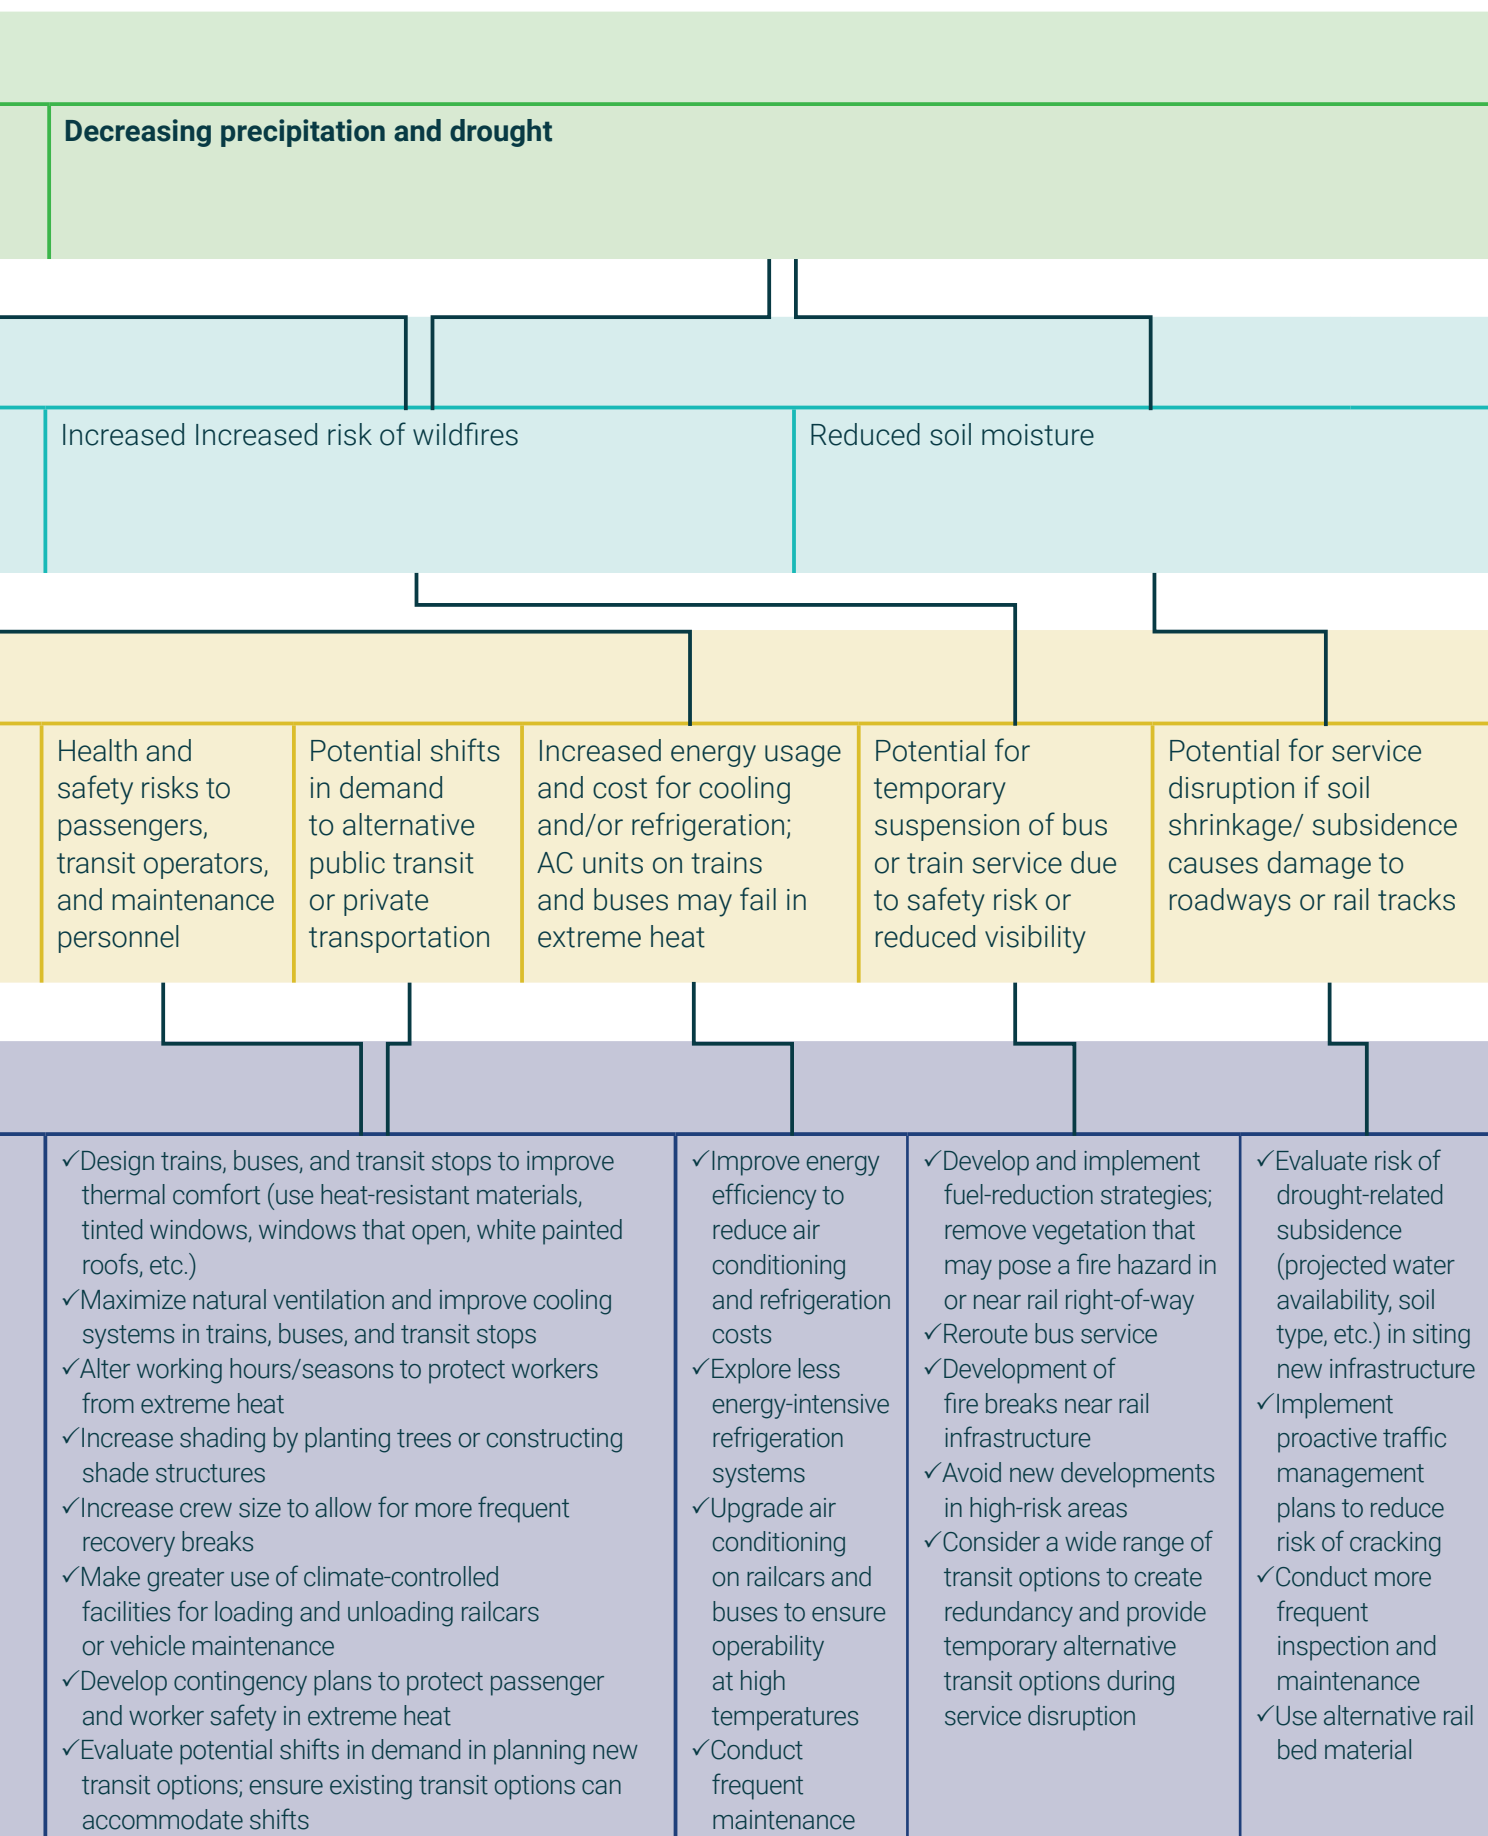 Decreasing precipitation and drought
Increased Increased risk of wildfires
Reduced soil moisture
Health and
safety risks to
passengers,
transit operators,
and maintenance
personnel
Potential shifts
in demand
to alternative
public transit
or private
transportation
Increased energy usage
and cost for cooling
and/or refrigeration;
AC units on trains
and buses may fail in
extreme heat
Potential for
temporary
suspension of bus
or train service due
to safety risk or
reduced visibility
Potential for service
disruption if soil
shrinkage/ subsidence
causes damage to
roadways or rail tracks
✓Design trains, buses, and transit stops to improve
thermal comfort (use heat-resistant materials,
tinted windows, windows that open, white painted
roofs, etc.)
✓Maximize natural ventilation and improve cooling
systems in trains, buses, and transit stops
✓Alter working hours/seasons to protect workers
from extreme heat
✓Increase shading by planting trees or constructing
shade structures
✓Increase crew size to allow for more frequent
recovery breaks
✓Make greater use of climate-controlled
facilities for loading and unloading railcars
or vehicle maintenance
✓Develop contingency plans to protect passenger
and worker safety in extreme heat
✓Evaluate potential shifts in demand in planning new
transit options; ensure existing transit options can
accommodate shifts
✓Improve energy
efficiency to
reduce air
conditioning
and refrigeration
costs
✓Explore less
energy-intensive
refrigeration
systems
✓Upgrade air
conditioning
on railcars and
buses to ensure
operability
at high
temperatures
✓Conduct
frequent
maintenance
✓Develop and implement
fuel-reduction strategies;
remove vegetation that
may pose a fire hazard in
or near rail right-of-way
✓Reroute bus service
✓Development of
fire breaks near rail
infrastructure
✓Avoid new developments
in high-risk areas
✓Consider a wide range of
transit options to create
redundancy and provide
temporary alternative
transit options during
service disruption
✓Evaluate risk of
drought-related
subsidence
(projected water
availability, soil
type, etc.) in siting
new infrastructure
✓Implement
proactive traffic
management
plans to reduce
risk of cracking
✓Conduct more
frequent
inspection and
maintenance
✓Use alternative rail
bed material